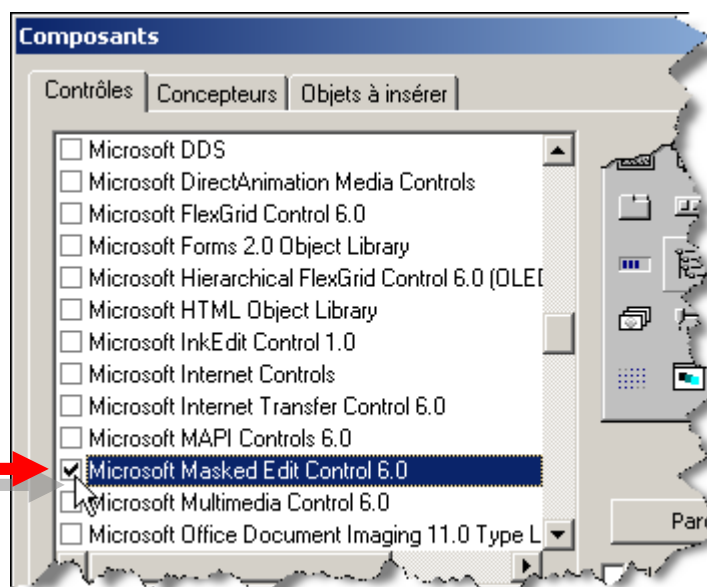 Composants
Contrôles Concepteurs Objets à insérer
Microsoft DDS
Microsoft DirectAnimation Media Controls
Microsoft FlexGrid Control 6.0
Microsoft Forms 2.0 Object Library
Microsoft Hierarchical FlexGrid Control 6.0 (OLED
Microsoft HTML Object Library
Microsoft InkEdit Control 1.0
Microsoft Internet Controls
Microsoft Internet Transfer Control 6.0
Microsoft MAPI Controls 6.0
Microsoft Masked Edit Control 6.0
Microsoft Multimedia Control 6.0
Microsoft Office Document Imaging 11.0 Type L
Parc